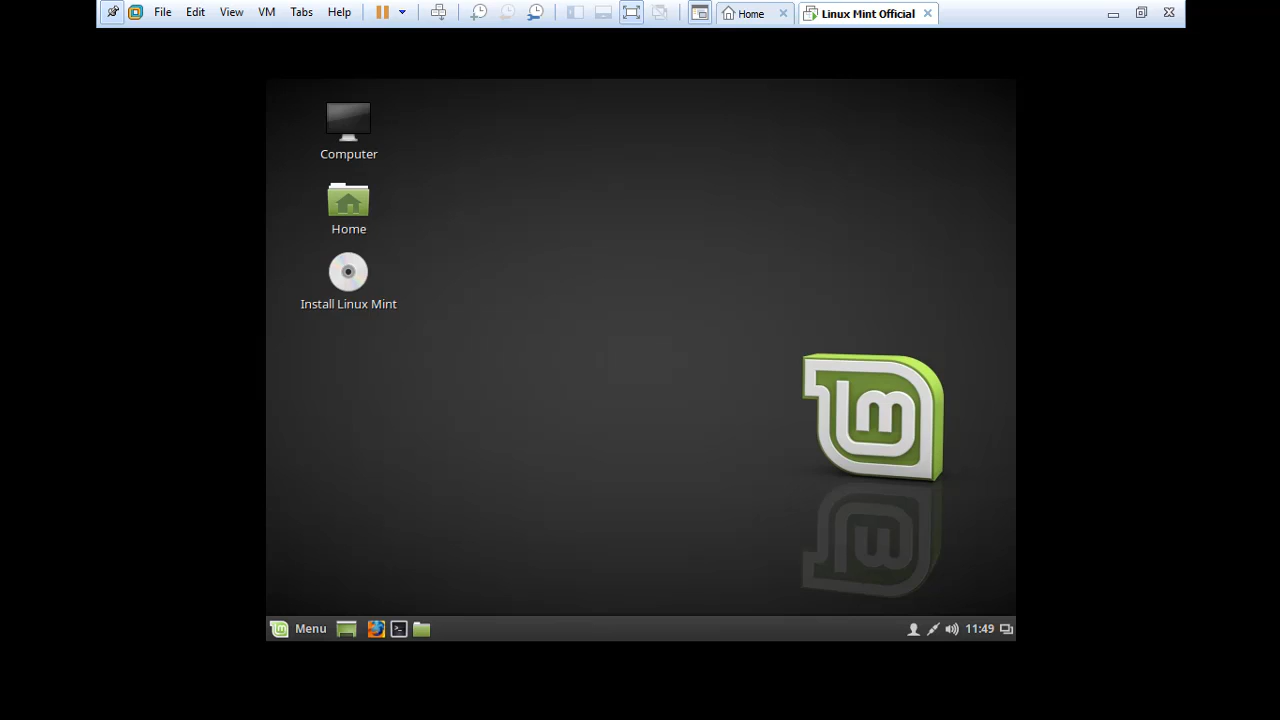 File Edit View VM Tabs Help Home Linux Mint Official
Computer
Home
Install Linux Mint
Menu 11:49